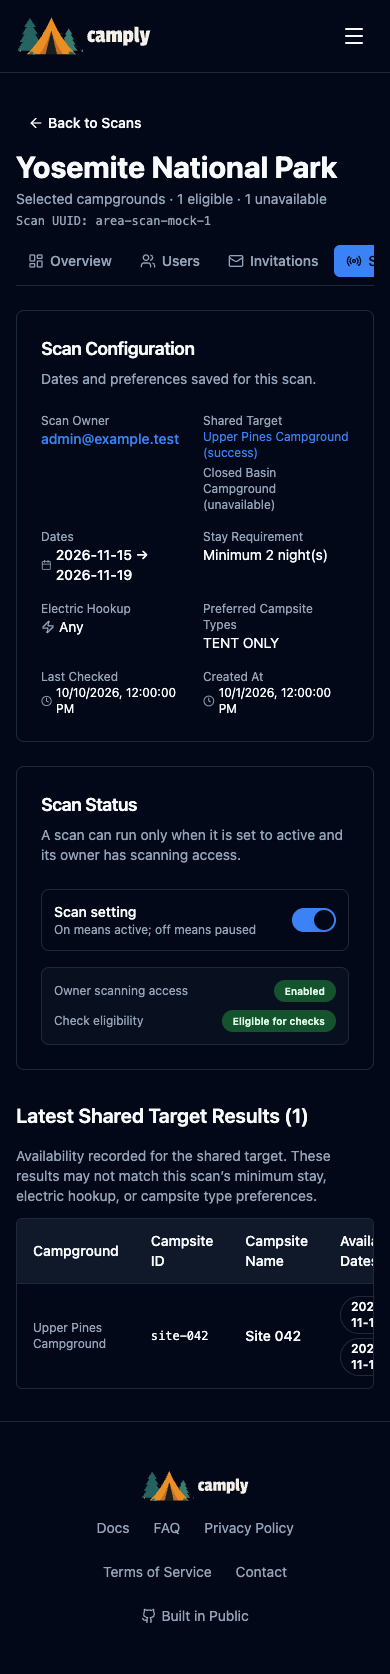 camply
Back to Scans
Yosemite National Park
Selected campgrounds · 1 eligible · 1 unavailable
Scan UUID: area-scan-mock-1
Overview
Users
Invitations
Scan Configuration
Dates and preferences saved for this scan.
Scan Owner
admin@example.test
Shared Target
Upper Pines Campground
(success)
Closed Basin
Campground
(unavailable)
Dates
2026-11-15 →
2026-11-19
Stay Requirement
Minimum 2 night(s)
Electric Hookup
Any
Preferred Campsite
Types
TENT ONLY
Last Checked
10/10/2026, 12:00:00
PM
Created At
10/1/2026, 12:00:00
PM
Scan Status
A scan can run only when it is set to active and
its owner has scanning access.
Scan setting
On means active; off means paused
Owner scanning access
Enabled
Check eligibility
Eligible for checks
Latest Shared Target Results (1)
Availability recorded for the shared target. These
results may not match this scan's minimum stay,
electric hookup, or campsite type preferences.
Campground
Campsite
ID
Campsite
Name
Dates
Upper Pines
Campground
site-042
Site 042
camply
Docs
FAQ
Privacy Policy
Terms of Service
Contact
Built in Public